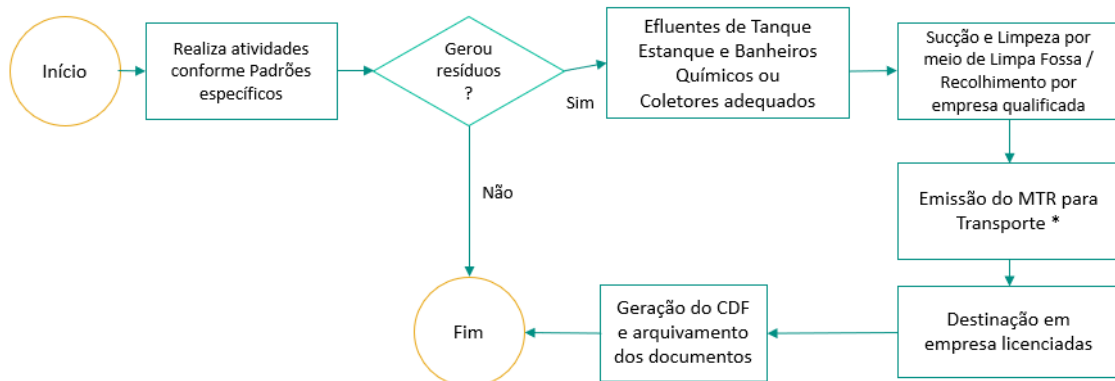 Início
Realiza atividades
conforme Padrões
específicos
Gerou
resíduos
?
Sim
Efluentes de Tanque
Estanque e Banheiros
Químicos ou
Coletores adequados
Sucção e Limpeza por
meio de Limpa Fossa /
Recolhimento por
empresa qualificada
Não
Emissão do MTR para
Transporte *
Destinação em
empresa licenciadas
Geração do CDF
e arquivamento
dos documentos
Fim